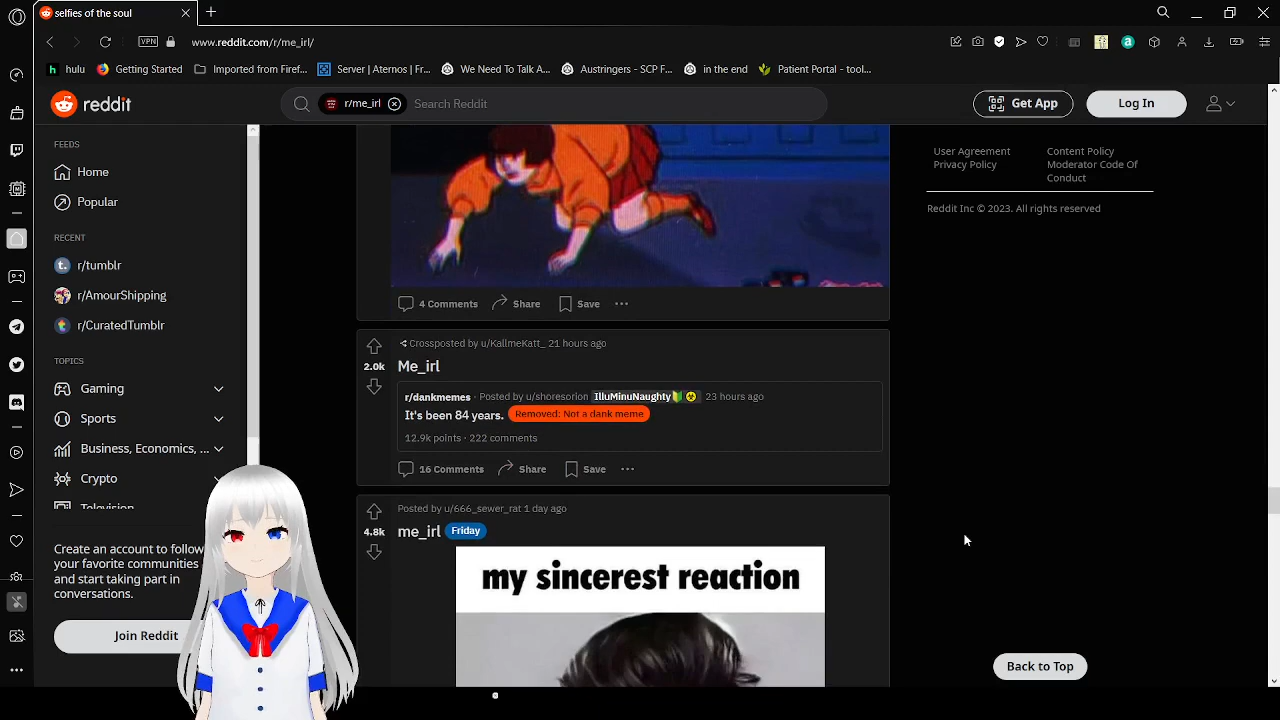 selfies of the soul
VPN
www.reddit.com/r/me_irl/
hulu
Getting Started
Imported from Firef...
Server | Aternos | Fr...
We Need To Talk A...
Austringers - SCP F...
in the end
Patient Portal - tool...
reddit
r/me_irl
Search Reddit
Get App
Log In
FEEDS
Home
Popular
RECENT
r/tumblr
r/AmourShipping
r/CuratedTumblr
TOPICS
Gaming
Sports
Business, Economics, ...
Crypto
Television
Create an account to follow
your favorite communities
and start taking part in
conversations.
Join Reddit
4 Comments
Share
Save
2.0k
Crossposted by u/KallmeKatt_ 21 hours ago
Me_irl
r/dankmemes · Posted by u/shoresorion IlluMinuNaughty 23 hours ago
It's been 84 years. Removed: Not a dank meme
12.9k points · 222 comments
16 Comments
Share
Save
4.8k
Posted by u/666_sewer_rat 1 day ago
me_irl Friday
my sincerest reaction
User Agreement
Content Policy
Privacy Policy
Moderator Code Of
Conduct
Reddit Inc © 2023. All rights reserved
Back to Top